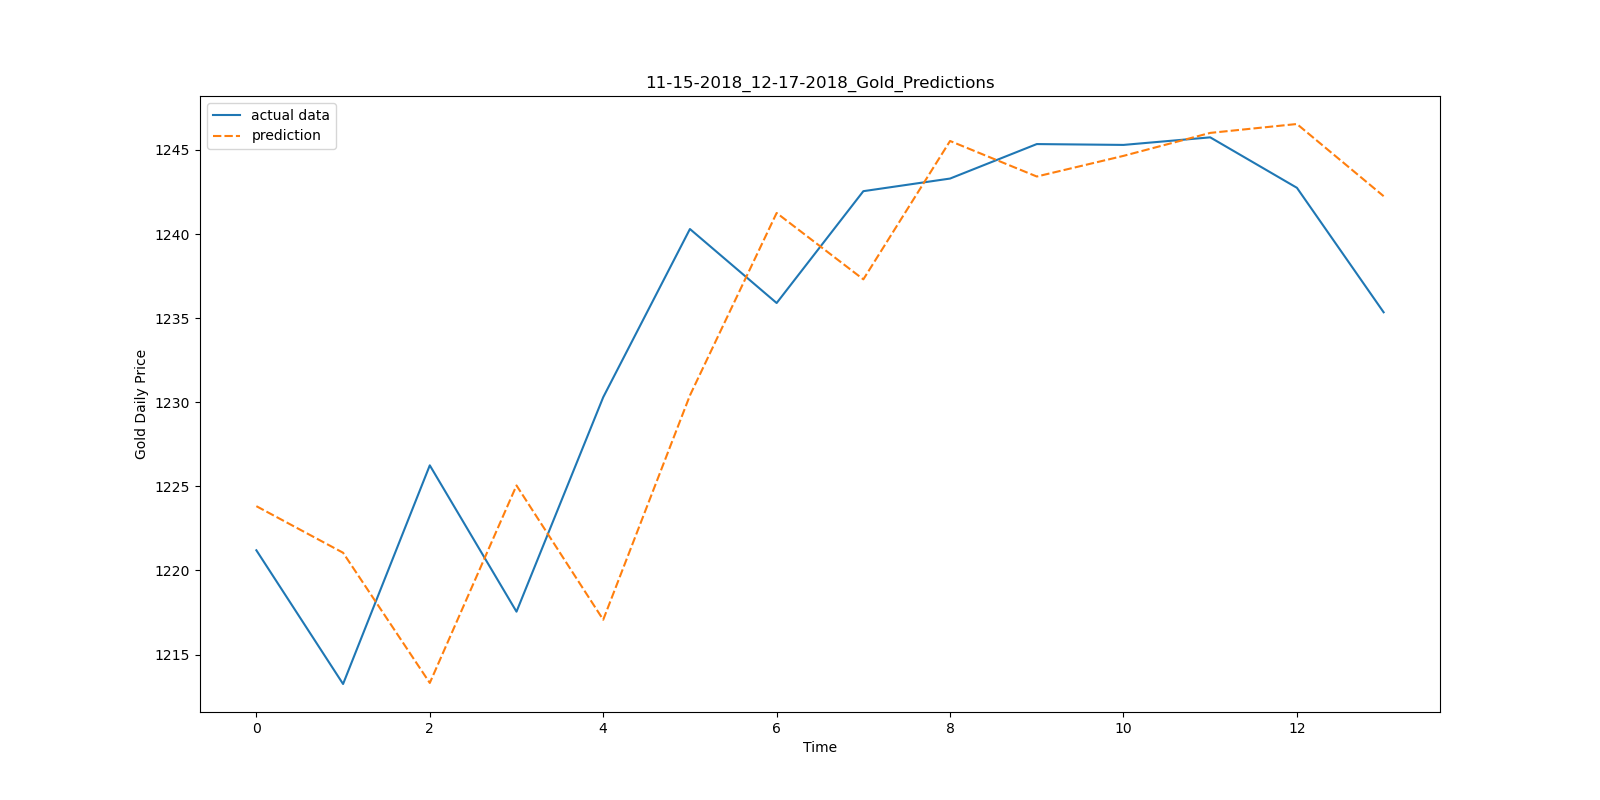 11-15-2018_12-17-2018_Gold_Predictions
actual data
prediction
1245
1240
1235
1230
1225
1220
1215
Gold Daily Price
0 2 4 6 8 10 12
Time